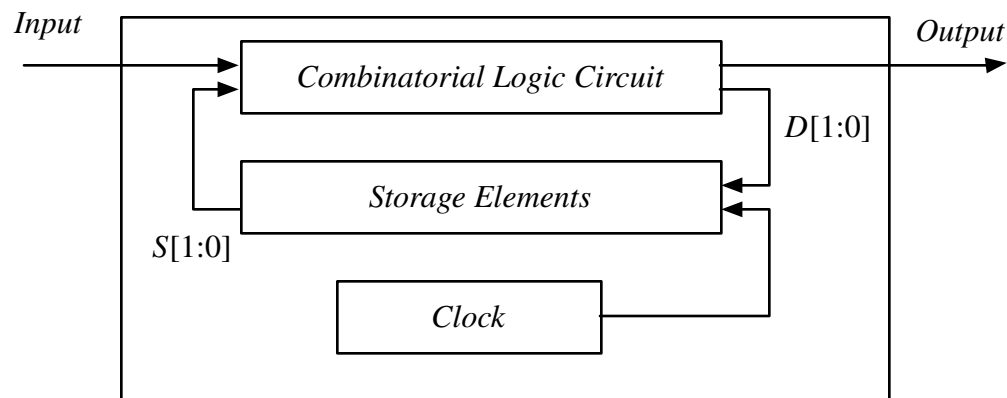 Input
Output
Combinatorial Logic Circuit
D[1:0]
Storage Elements
S[1:0]
Clock